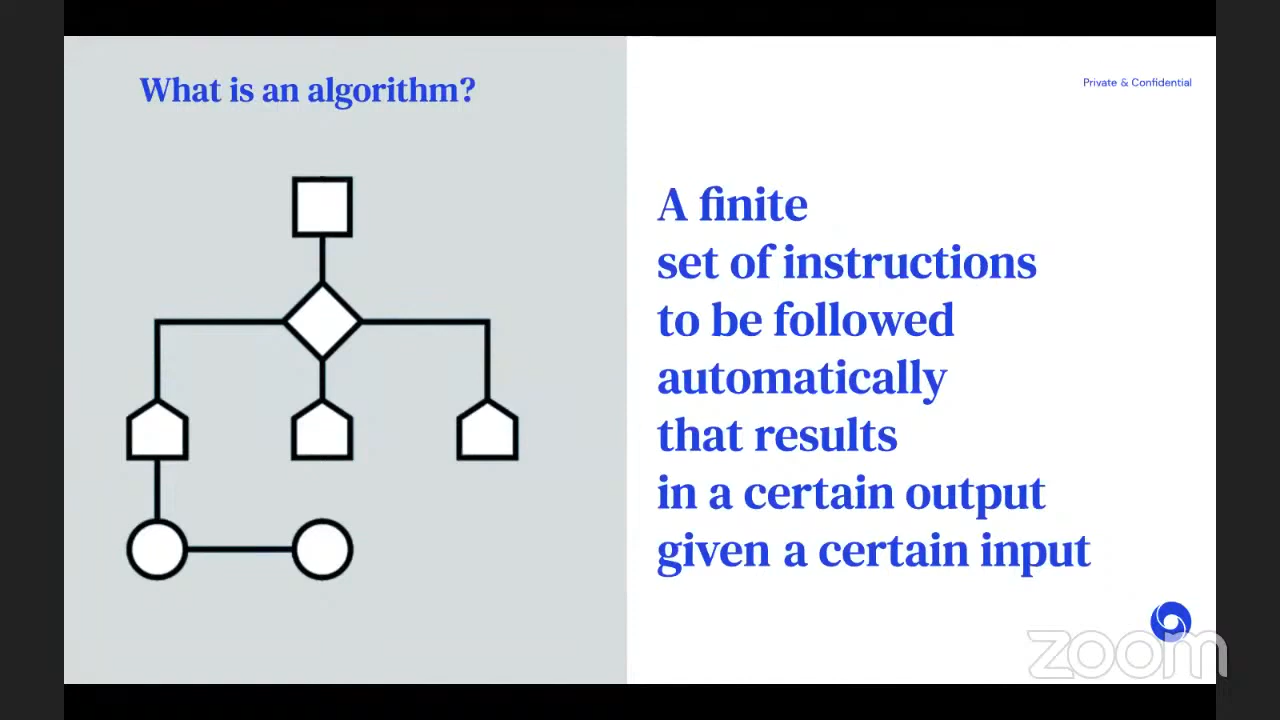 What is an algorithm?
Private & Confidential
A finite
set of instructions
to be followed
automatically
that results
in a certain output
given a certain input
zoom